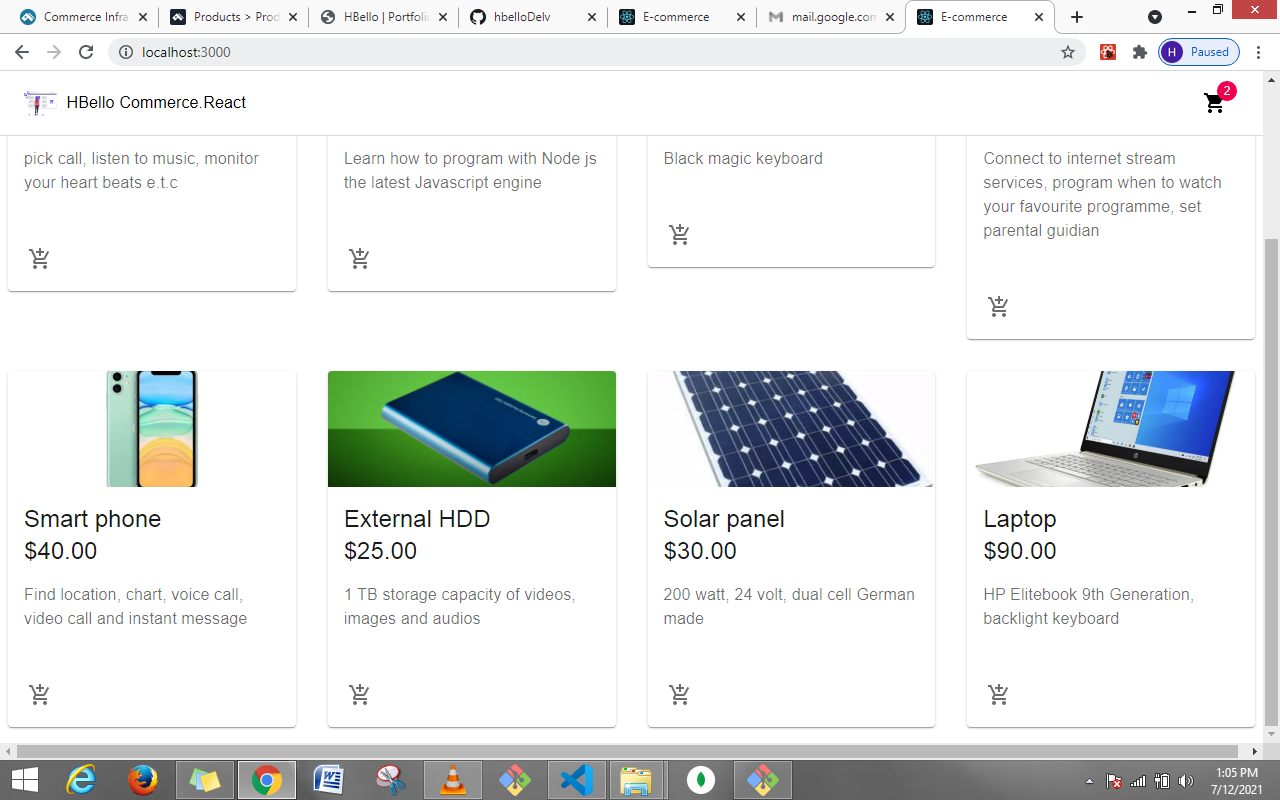 Commerce Infra
Products > Prod
HBello | Portfolio
hbelloDelv
E-commerce
mail.google.com
E-commerce
localhost:3000
H
Paused
HBello Commerce.React
2
pick call, listen to music, monitor
your heart beats e.t.c
Learn how to program with Node js
the latest Javascript engine
Black magic keyboard
Connect to internet stream
services, program when to watch
your favourite programme, set
parental guidian
Smart phone
$40.00
Find location, chart, voice call,
video call and instant message
External HDD
$25.00
1 TB storage capacity of videos,
images and audios
Solar panel
$30.00
200 watt, 24 volt, dual cell German
made
Laptop
$90.00
HP Elitebook 9th Generation,
backlight keyboard
1:05 PM
7/12/2021